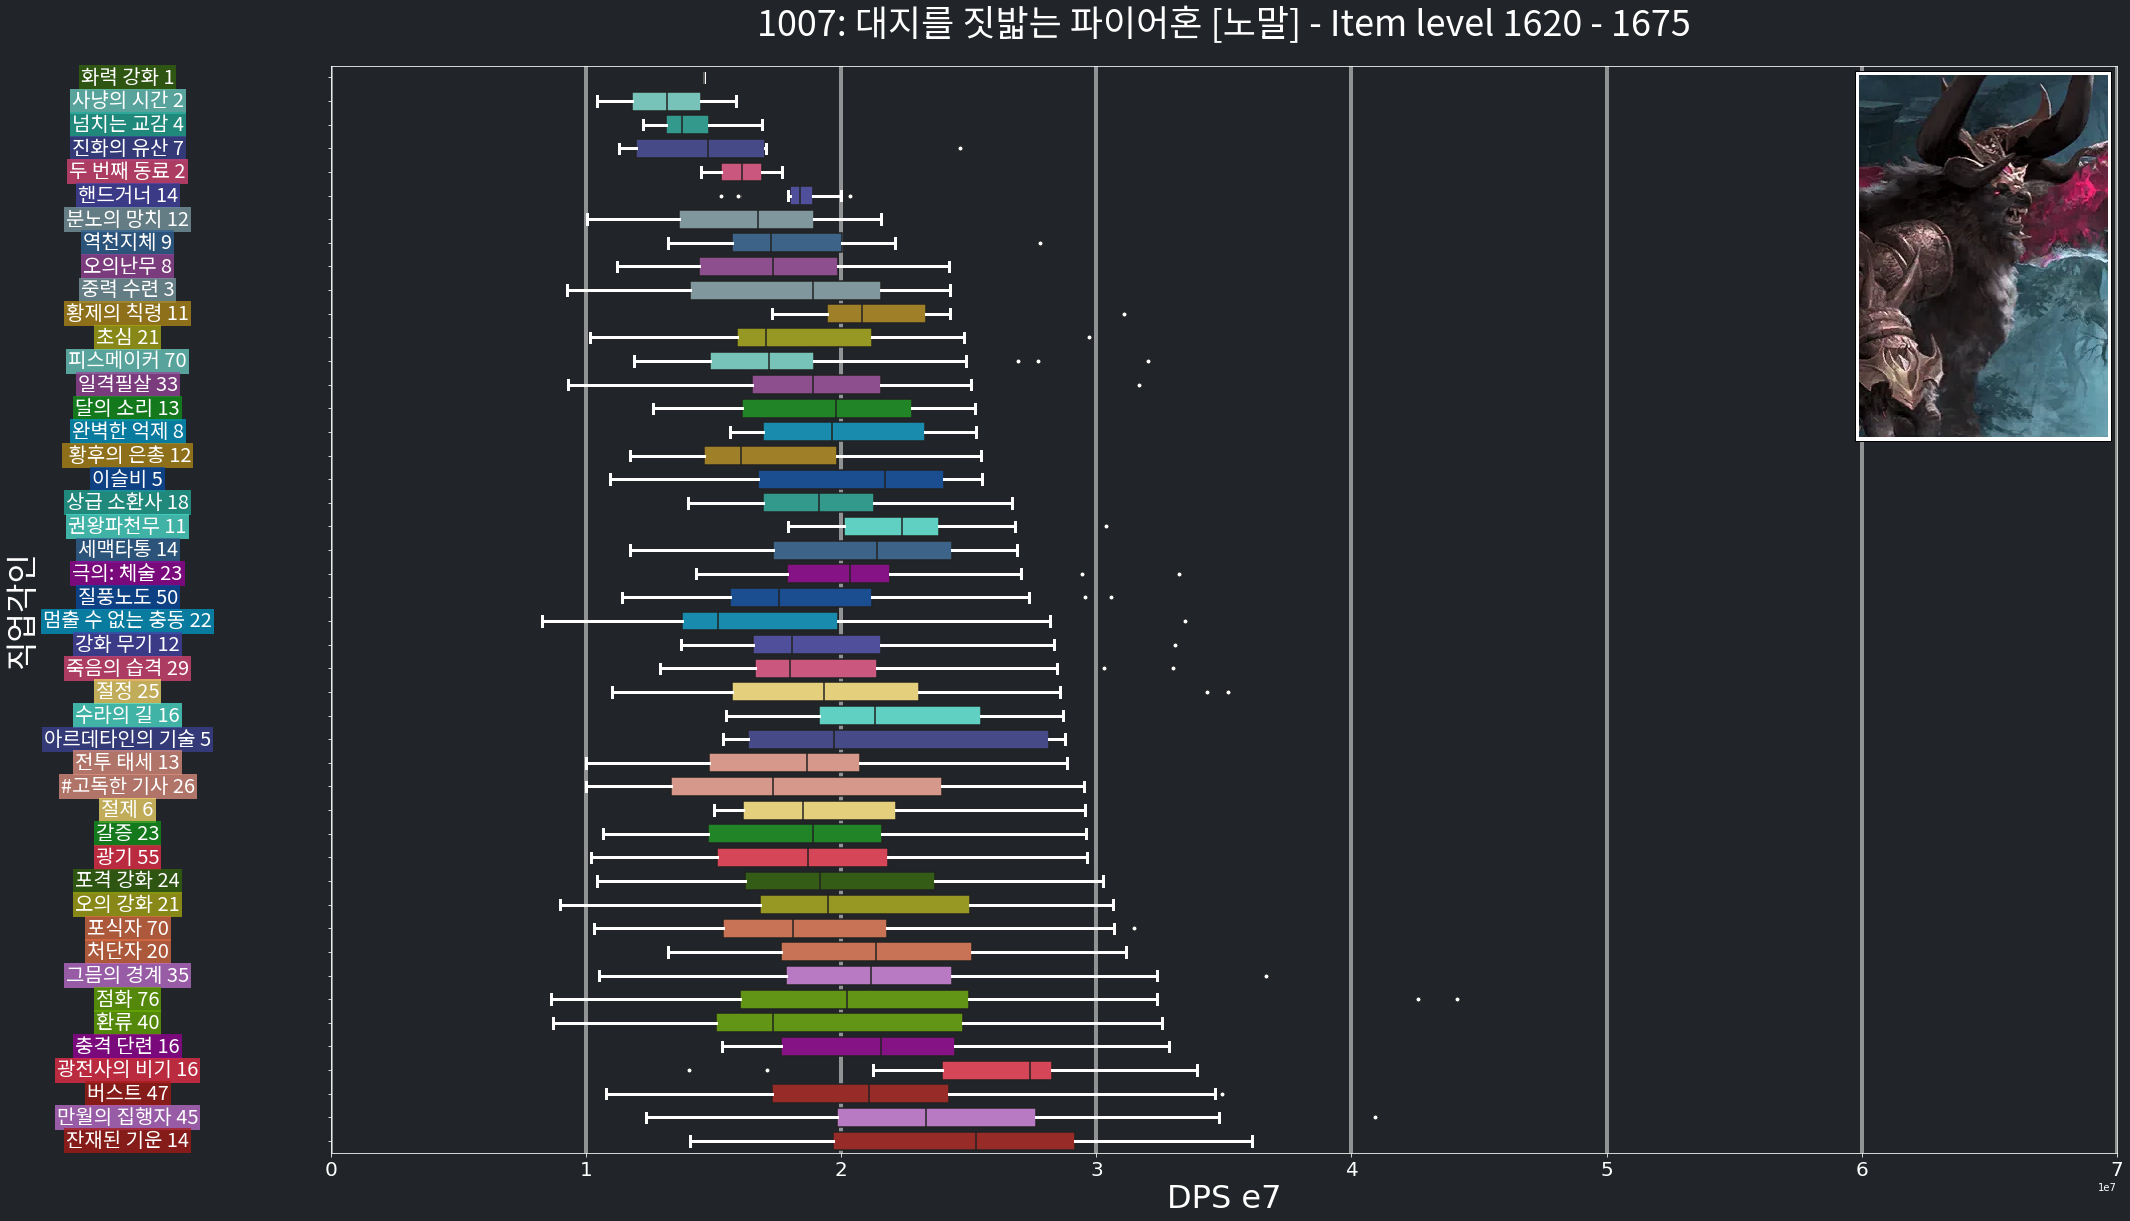 1007: 대지를 짓밟는 파이어혼 [노말] - Item level 1620 - 1675
직업각인
화력 강화 1
사냥의 시간 2
넘치는 교감 4
진화의 유산 7
두 번째 동료 2
핸드거너 14
분노의 망치 12
역천지체 9
오의난무 8
중력 수련 3
황제의 칙령 11
초심 21
피스메이커 70
일격필살 33
달의 소리 13
완벽한 억제 8
황후의 은총 12
이슬비 5
상급 소환사 18
권왕파천무 11
세맥타통 14
극의: 체술 23
질풍노도 50
멈출 수 없는 충동 22
강화 무기 12
죽음의 습격 29
절정 25
수라의 길 16
아르데타인의 기술 5
전투 태세 13
#고독한 기사 26
절제 6
갈증 23
광기 55
포격 강화 24
오의 강화 21
포식자 70
처단자 20
그믐의 경계 35
점화 76
환류 40
충격 단련 16
광전사의 비기 16
버스트 47
만월의 집행자 45
잔재된 기운 14
0 1 2 3 4 5 6 7
1e7
DPS e7